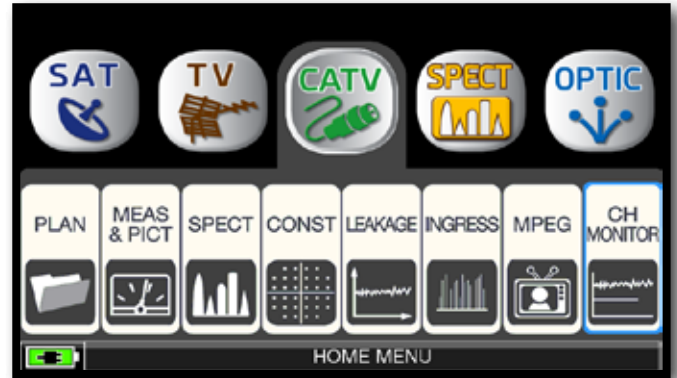 SAT
TV
CATV
SPECT
OPTIC
PLAN
MEAS
& PICT
SPECT
CONST
LEAKAGE
INGRESS
MPEG
CH
MONITOR
HOME MENU